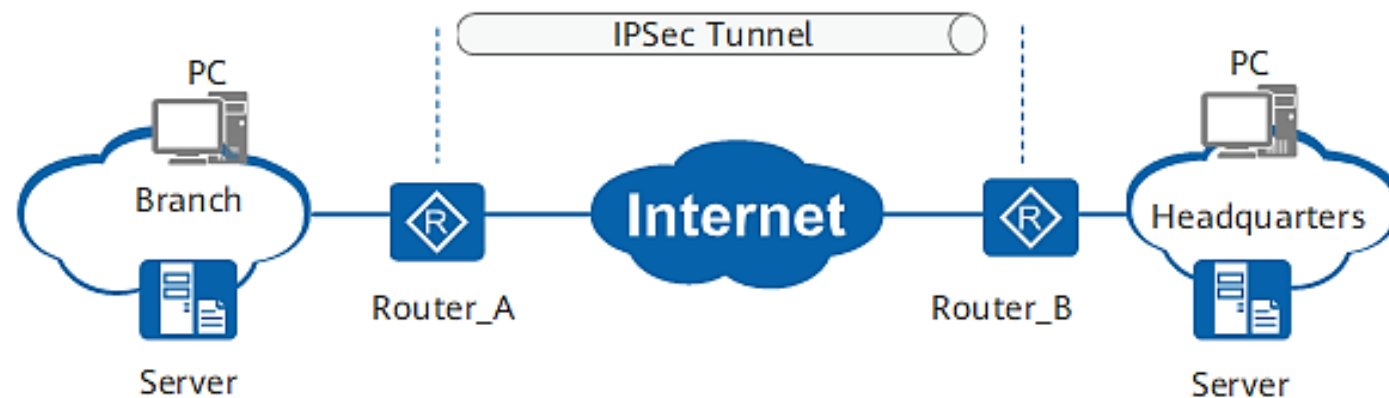 IPSec Tunnel
PC
PC
Branch
R
Internet
R
Headquarters
Router_A
Router_B
Server
Server